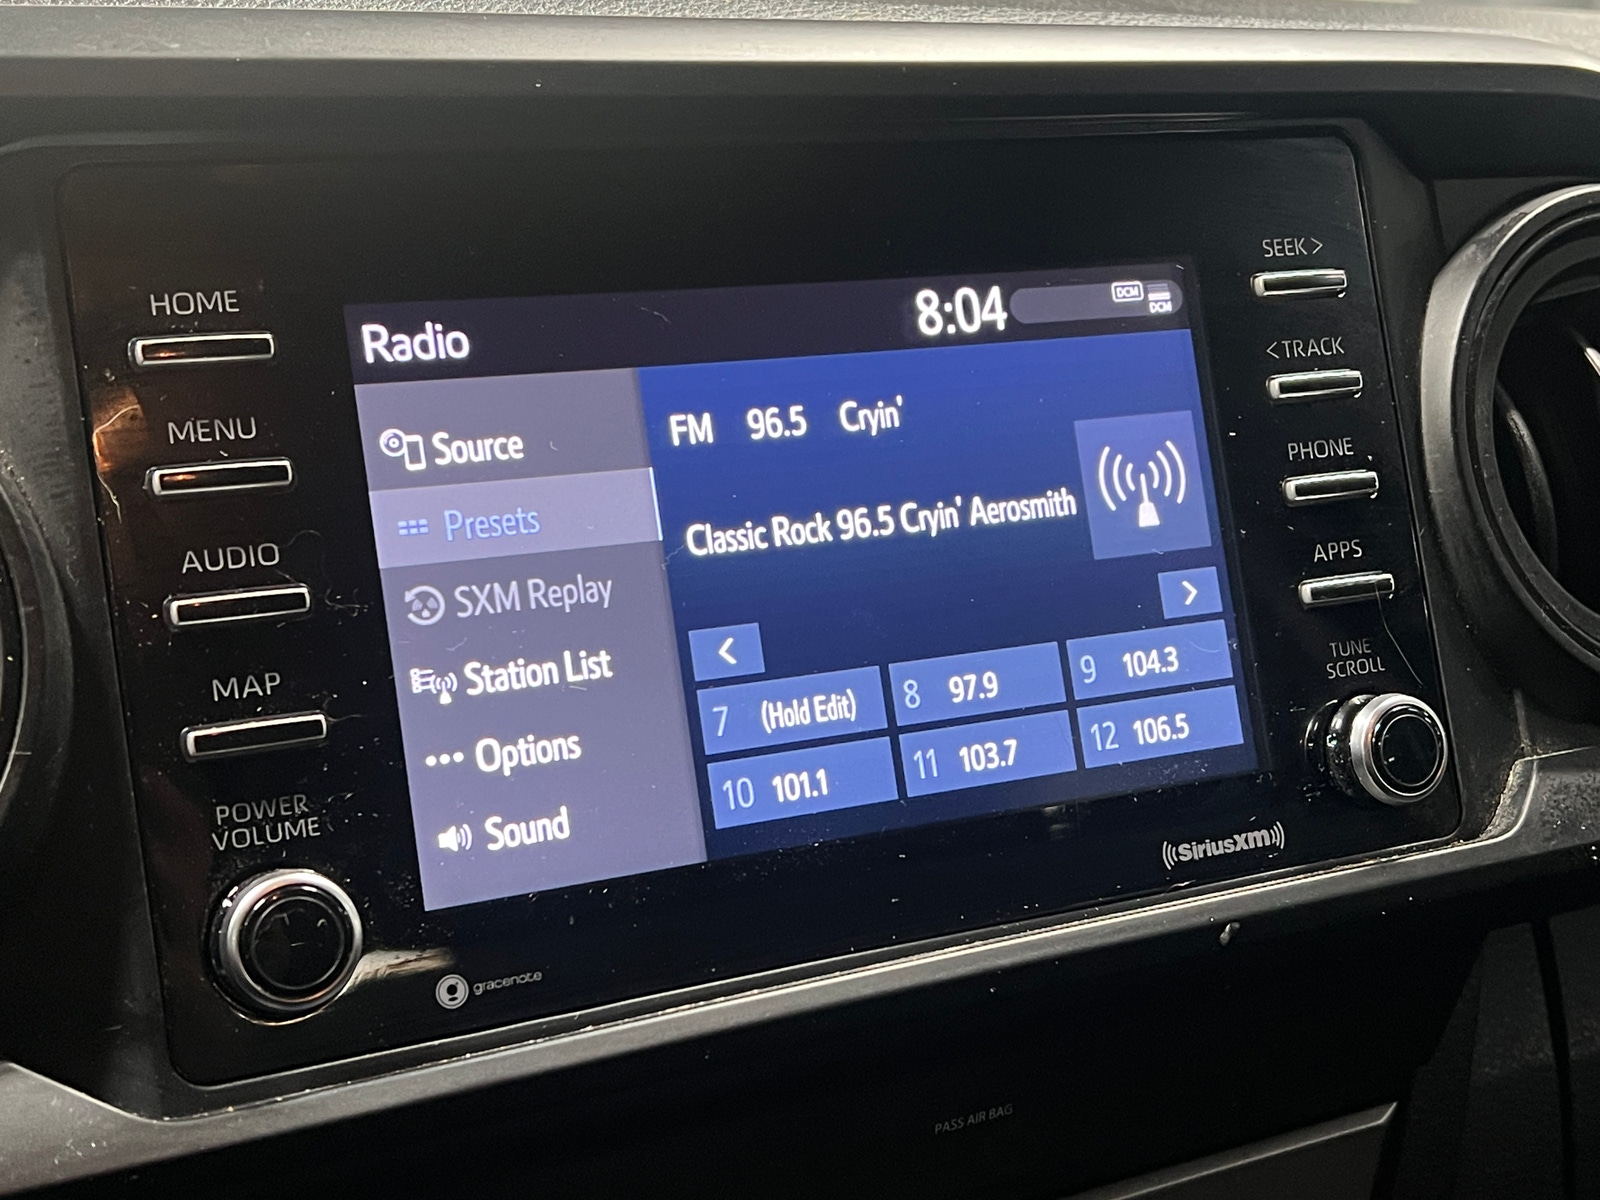 HOME
MENU
AUDIO
MAP
POWER
VOLUME
Radio
8:04
DCM
DCM
Source
Presets
SXM Replay
Station List
Options
Sound
FM 96.5 Cryin'
Classic Rock 96.5 Cryin' Aerosmith
<
>
7 (Hold Edit)
8 97.9
9 104.3
10 101.1
11 103.7
12 106.5
SEEK >
< TRACK
PHONE
APPS
TUNE
SCROLL
gracenote
((SiriusXM))
PASS AIR BAG